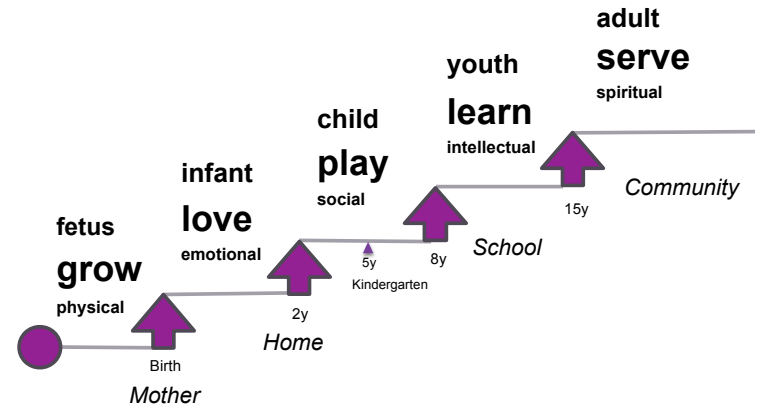 fetus
grow
physical
Birth
Mother
infant
love
emotional
2y
Home
child
play
social
5y
Kindergarten
8y
School
youth
learn
intellectual
15y
Community
adult
serve
spiritual